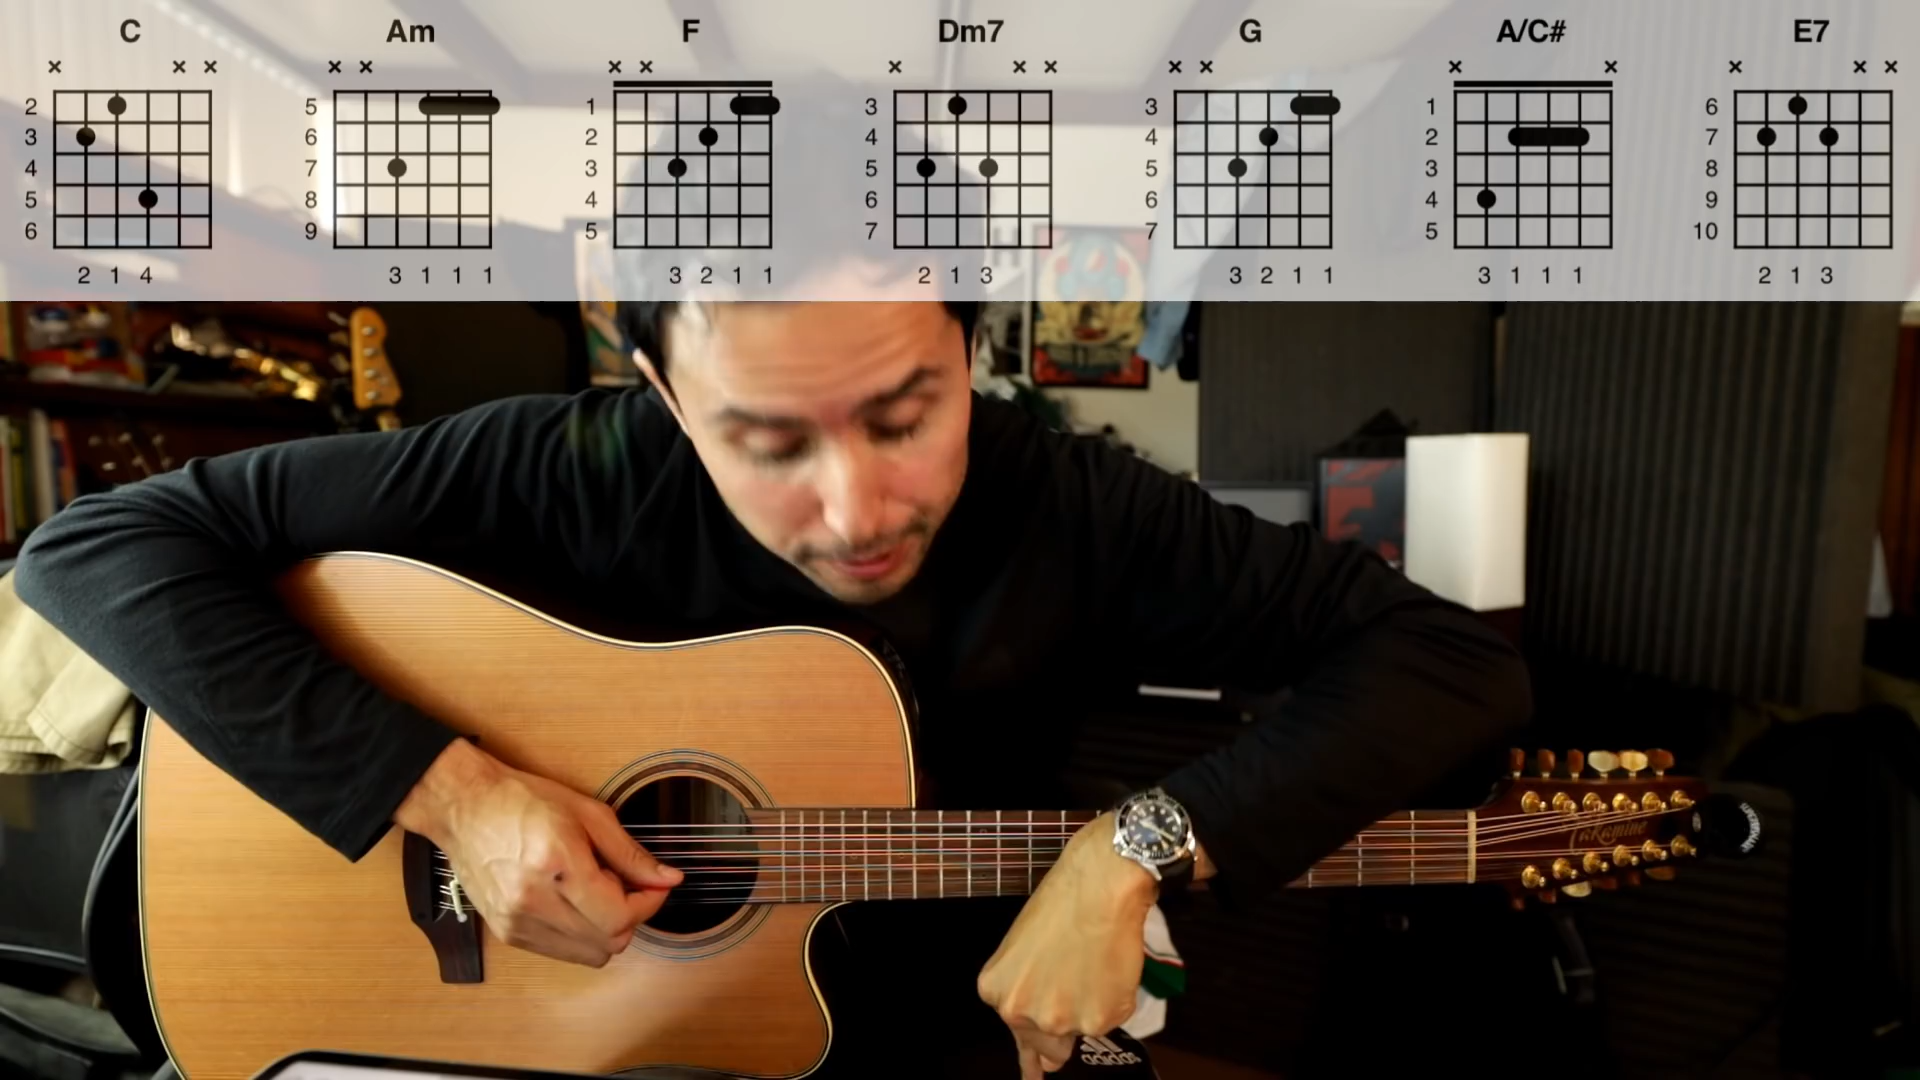 C Am F Dm7 G A/C# E7
× × × × × × × × × × × × × × × × × ×
2 5 1 3 3 1 6
3 6 2 4 4 2 7
4 7 3 5 5 3 8
5 8 4 6 6 4 9
6 9 5 7 7 5 10
2 1 4 3 1 1 1 3 2 1 1 2 1 3 3 2 1 1 3 1 1 1 2 1 3
Takamine
adidas